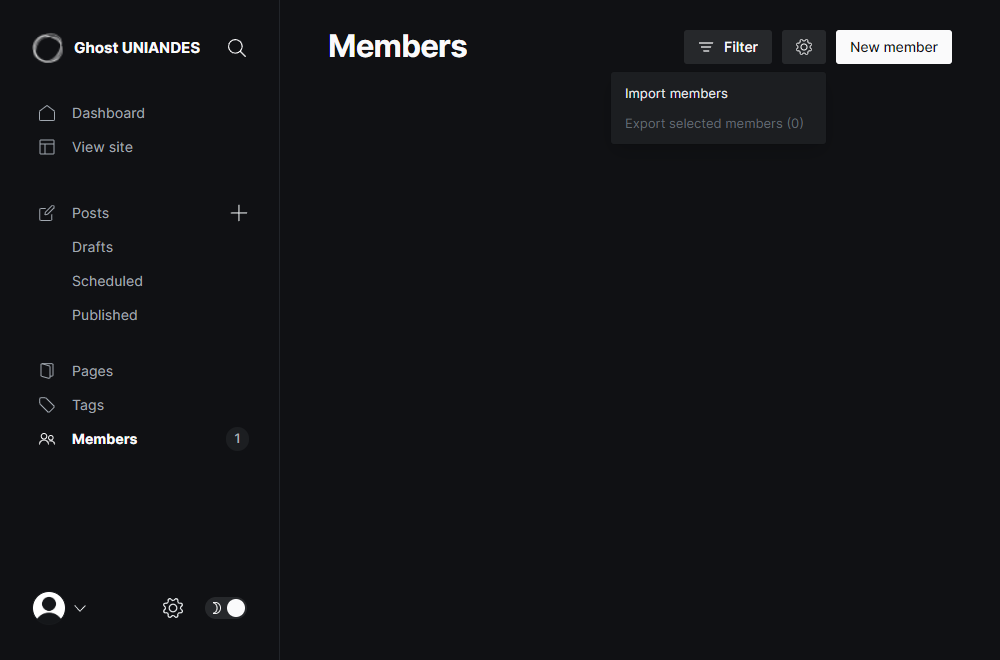 Ghost UNIANDES
Dashboard
View site
Posts
Drafts
Scheduled
Published
Pages
Tags
Members
1
Members
Filter
New member
Import members
Export selected members (0)